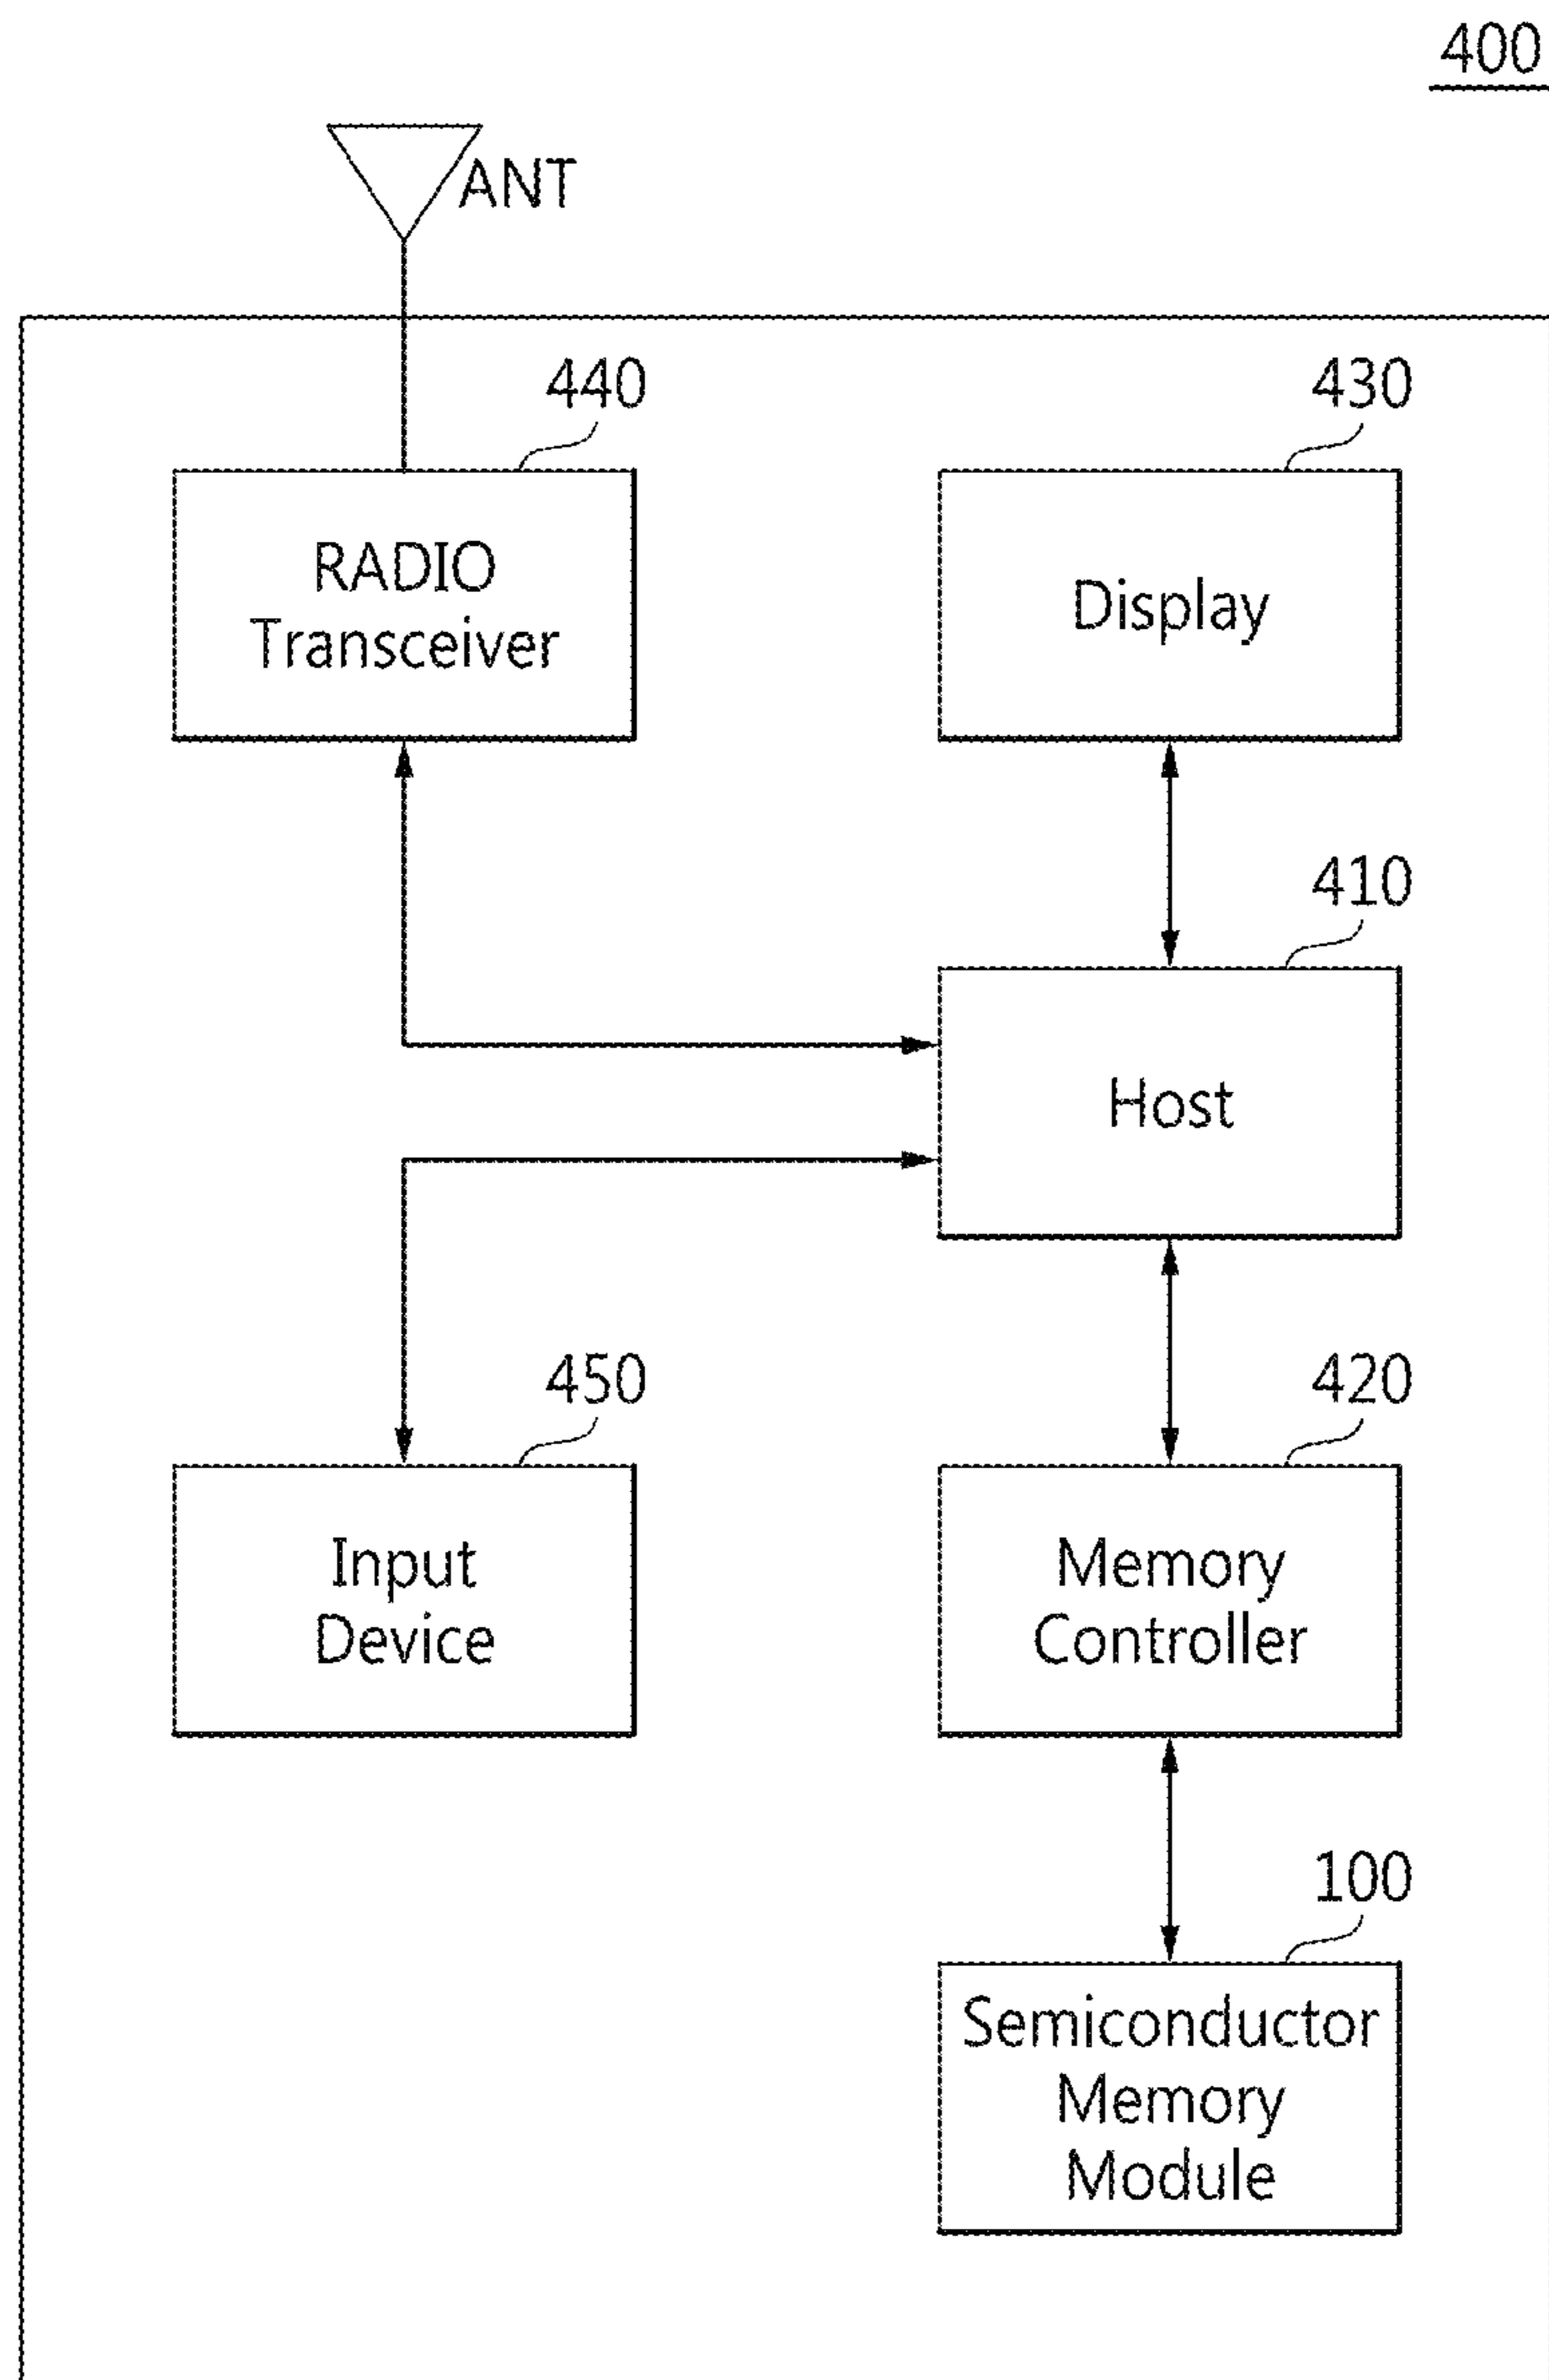 400
ANT
440
430
RADIO
Transceiver
Display
410
Host
450
420
Input
Device
Memory
Controller
100
Semiconductor
Memory
Module